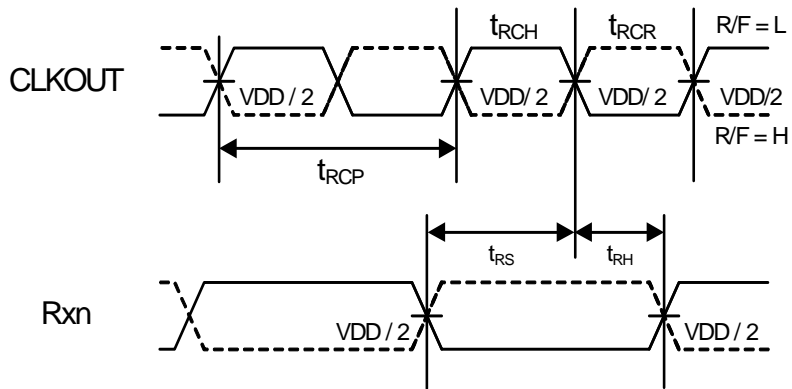 tRCH tRCR R/F = L
CLKOUT VDD / 2 VDD/ 2 VDD/ 2 VDD/2
R/F = H
tRCP
tRS tRH
Rxn VDD / 2 VDD / 2